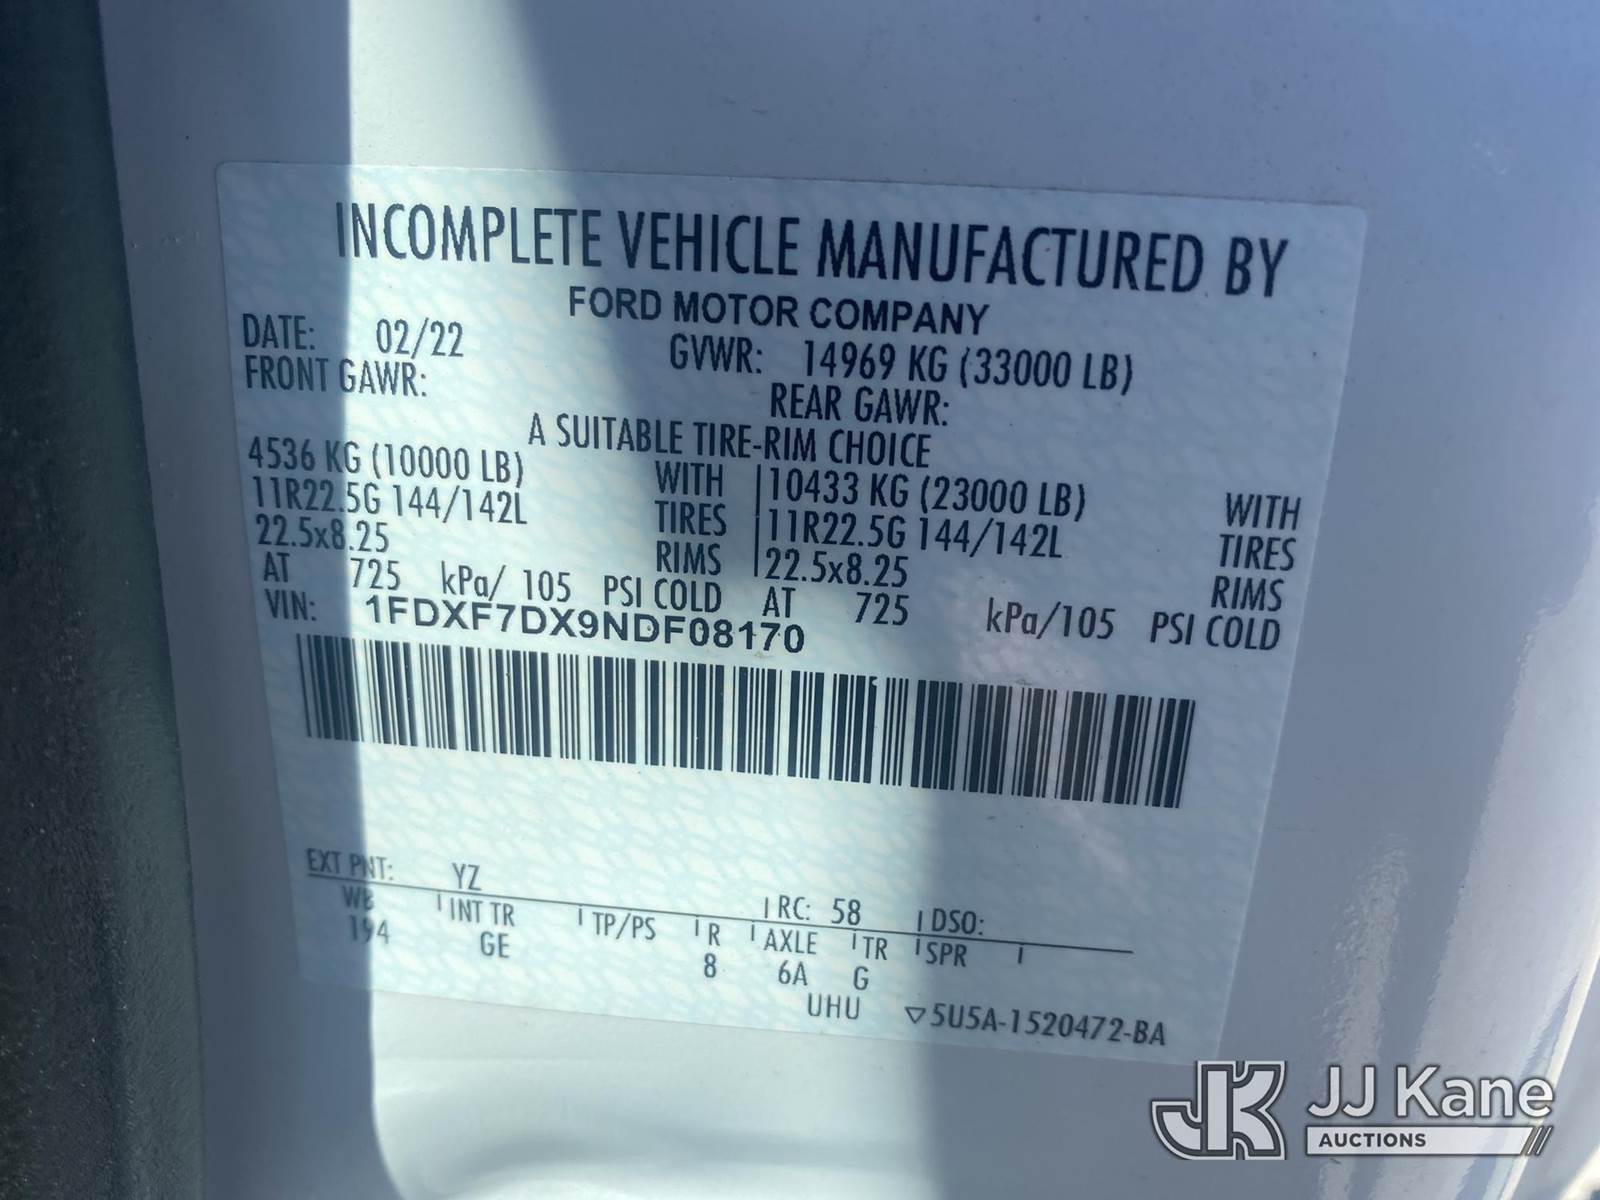 INCOMPLETE VEHICLE MANUFACTURED BY
FORD MOTOR COMPANY
DATE: 02/22 GVWR: 14969 KG (33000 LB)
FRONT GAWR: REAR GAWR:
A SUITABLE TIRE-RIM CHOICE
4536 KG (10000 LB) WITH 10433 KG (23000 LB) WITH
11R22.5G 144/142L TIRES 11R22.5G 144/142L TIRES
22.5x8.25 RIMS 22.5x8.25 RIMS
AT 725 kPa/ 105 PSI COLD AT 725 kPa/105 PSI COLD
VIN: 1FDXF7DX9NDF08170
EXT PNT: YZ RC: 58 DSO:
WB INT TR TP/PS R AXLE TR SPR
194 GE 8 6A G
UHU ▽5U5A-1520472-BA
JK JJ Kane
AUCTIONS